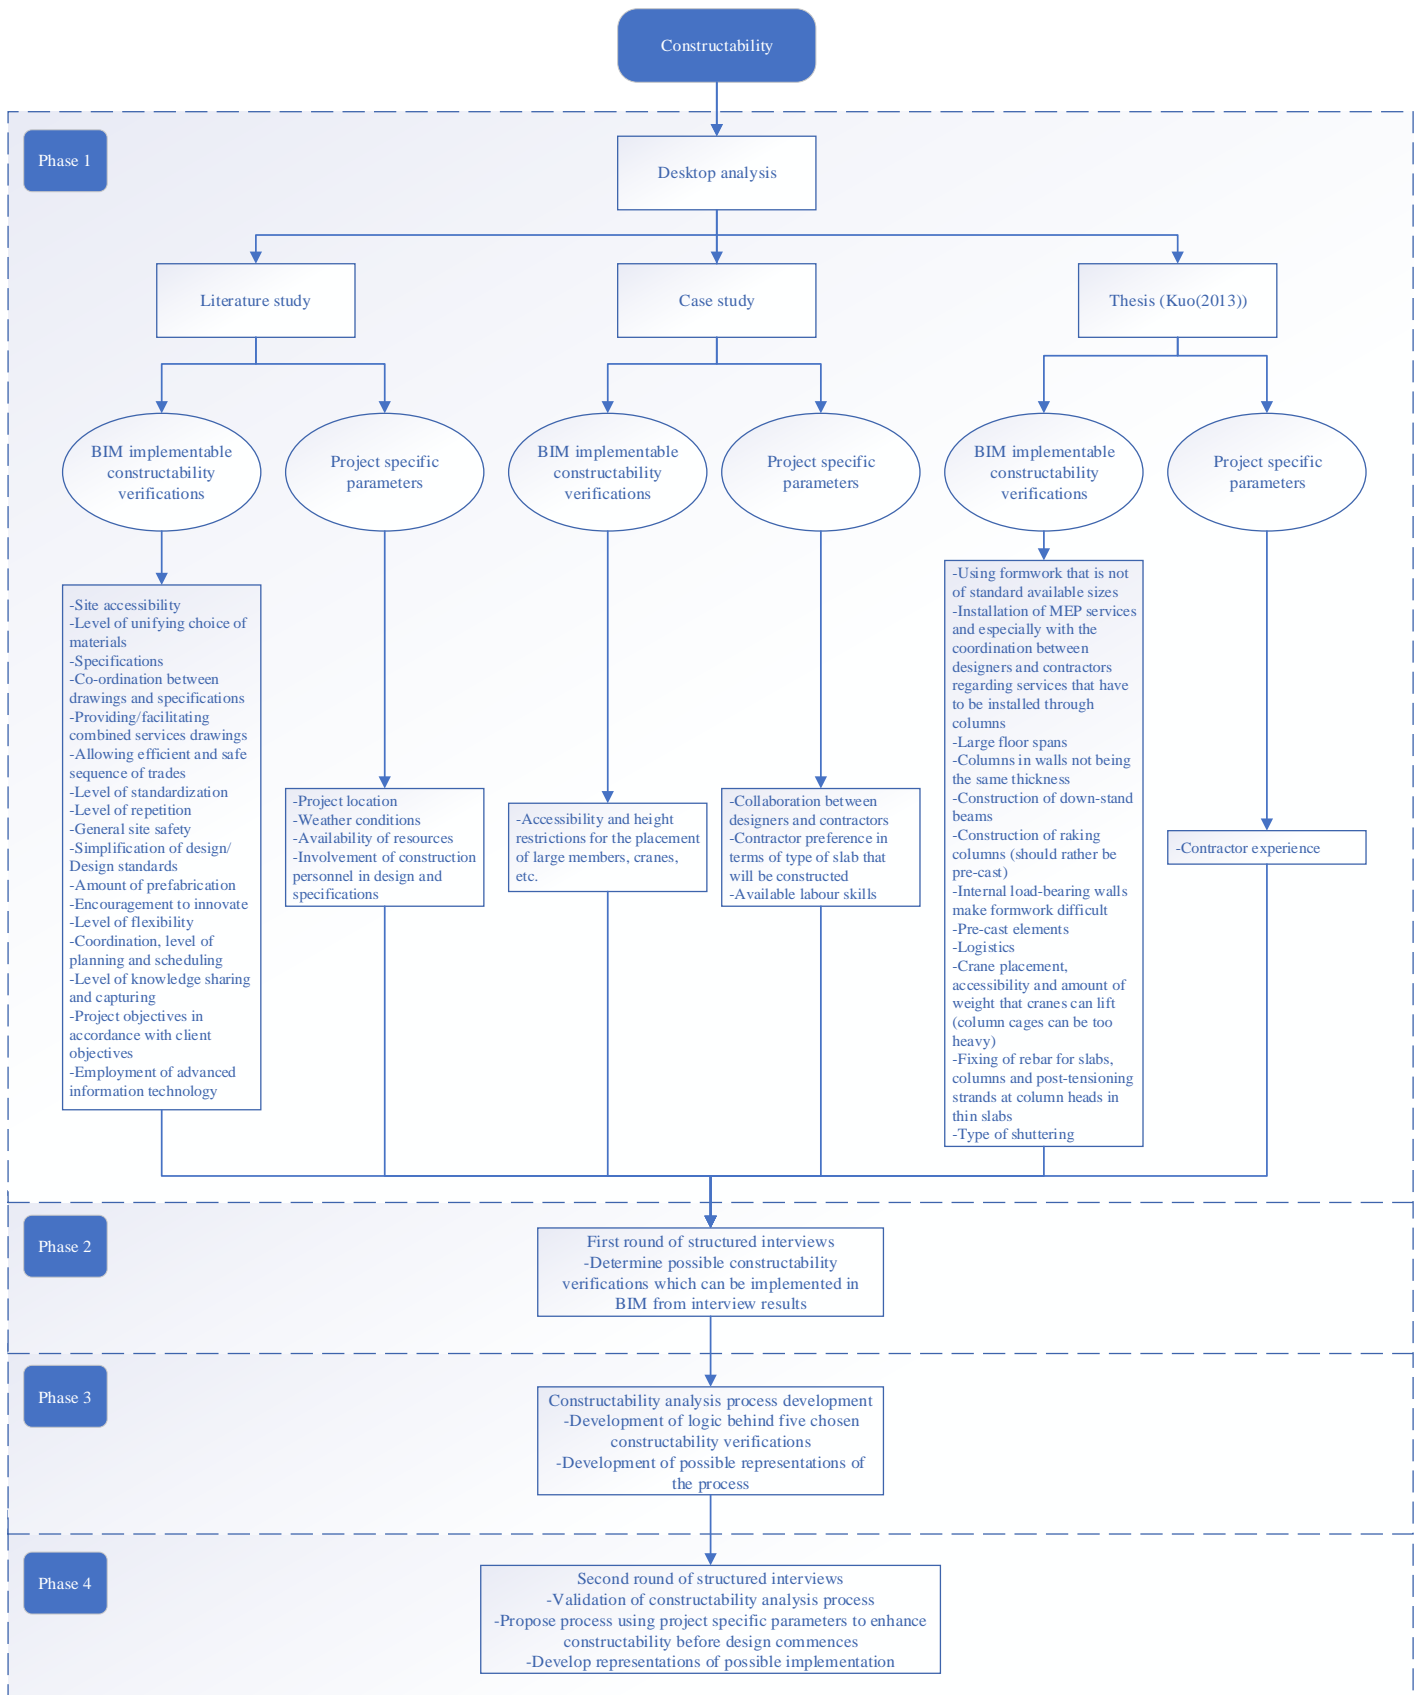 Constructability
Phase 1
Desktop analysis
Literature study
Case study
Thesis (Kuo(2013))
BIM implementable
constructability
verifications
Project specific
parameters
BIM implementable
constructability
verifications
Project specific
parameters
BIM implementable
constructability
verifications
Project specific
parameters
-Site accessibility
-Level of unifying choice of
materials
-Specifications
-Co-ordination between
drawings and specifications
-Providing/facilitating
combined services drawings
-Allowing efficient and safe
sequence of trades
-Level of standardization
-Level of repetition
-General site safety
-Simplification of design/
Design standards
-Amount of prefabrication
-Encouragement to innovate
-Level of flexibility
-Coordination, level of
planning and scheduling
-Level of knowledge sharing
and capturing
-Project objectives in
accordance with client
objectives
-Employment of advanced
information technology
-Project location
-Weather conditions
-Availability of resources
-Involvement of construction
personnel in design and
specifications
-Accessibility and height
restrictions for the placement
of large members, cranes,
etc.
-Collaboration between
designers and contractors
-Contractor preference in
terms of type of slab that
will be constructed
-Available labour skills
-Using formwork that is not
of standard available sizes
-Installation of MEP services
and especially with the
coordination between
designers and contractors
regarding services that have
to be installed through
columns
-Large floor spans
-Columns in walls not being
the same thickness
-Construction of down-stand
beams
-Construction of raking
columns (should rather be
pre-cast)
-Internal load-bearing walls
make formwork difficult
-Pre-cast elements
-Logistics
-Crane placement,
accessibility and amount of
weight that cranes can lift
(column cages can be too
heavy)
-Fixing of rebar for slabs,
columns and post-tensioning
strands at column heads in
thin slabs
-Type of shuttering
-Contractor experience
Phase 2
First round of structured interviews
-Determine possible constructability
verifications which can be implemented in
BIM from interview results
Phase 3
Constructability analysis process development
-Development of logic behind five chosen
constructability verifications
-Development of possible representations of
the process
Phase 4
Second round of structured interviews
-Validation of constructability analysis process
-Propose process using project specific parameters to enhance
constructability before design commences
-Develop representations of possible implementation